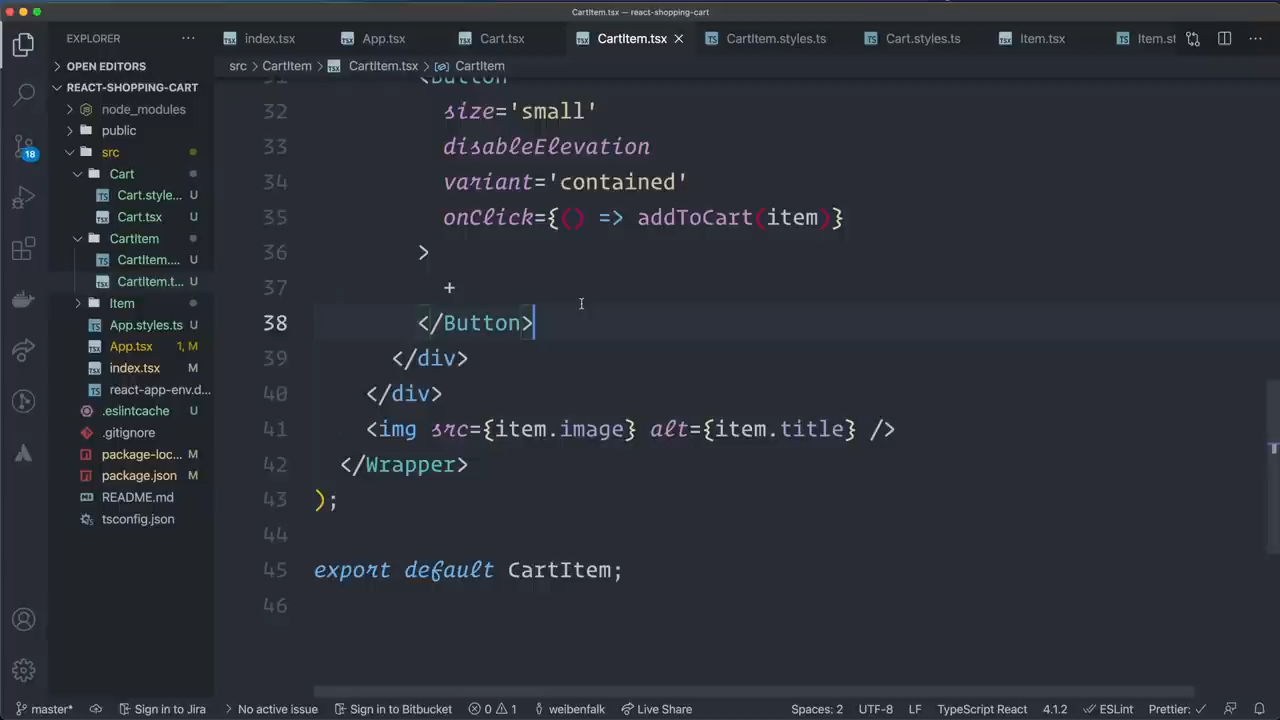 CartItem.tsx — react-shopping-cart
EXPLORER
index.tsx
App.tsx
Cart.tsx
CartItem.tsx
CartItem.styles.ts
Cart.styles.ts
Item.tsx
Item.st
OPEN EDITORS
src > CartItem > CartItem.tsx > CartItem
REACT-SHOPPING-CART
node_modules
public
src
Cart
Cart.style... U
Cart.tsx U
CartItem
CartItem.... U
CartItem.t... U
Item
App.styles.ts U
App.tsx 1, M
index.tsx M
react-app-env.d...
.eslintcache U
.gitignore
package-loc... M
package.json M
README.md
tsconfig.json
18
31 <Button
32 size='small'
33 disableElevation
34 variant='contained'
35 onClick={() => addToCart(item)}
36 >
37 +
38 </Button>
39 </div>
40 </div>
41 <img src={item.image} alt={item.title} />
42 </Wrapper>
43 );
44
45 export default CartItem;
46
master* Sign in to Jira No active issue Sign in to Bitbucket 0 1 weibenfalk Live Share Spaces: 2 UTF-8 LF TypeScript React 4.1.2 ESLint Prettier: ✓